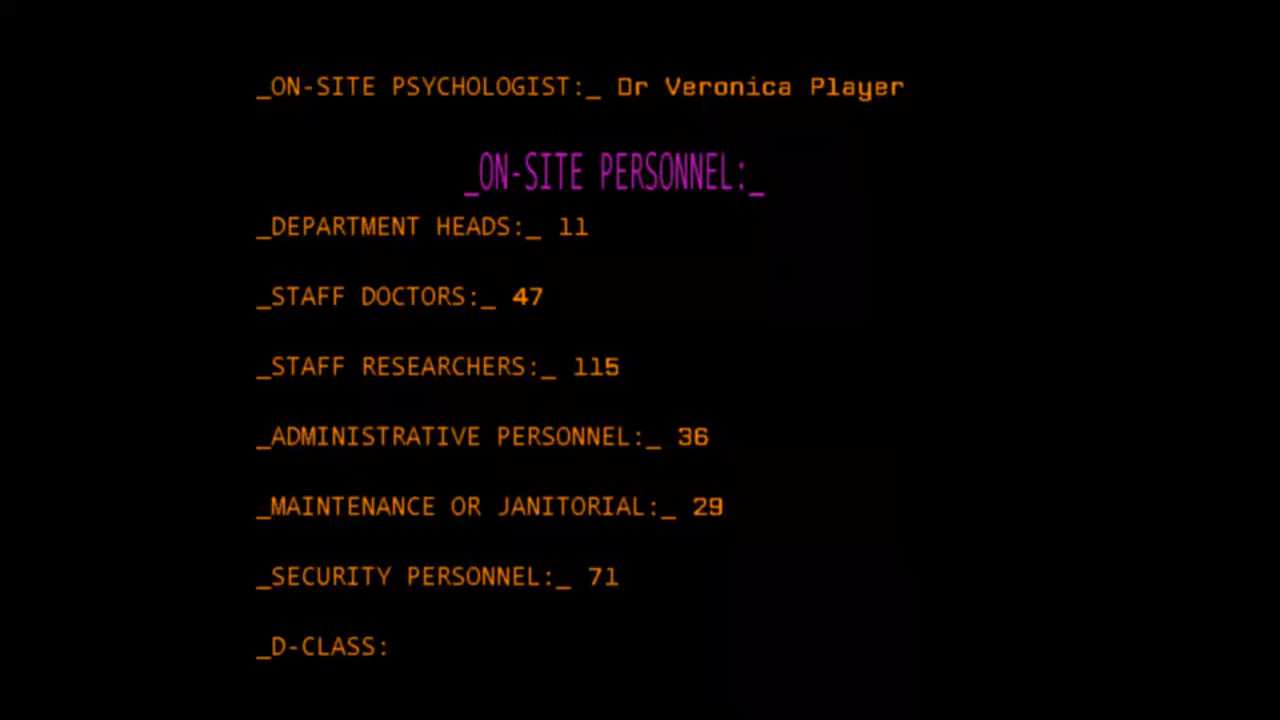 _ON-SITE PSYCHOLOGIST:_ Dr Veronica Player
_ON-SITE PERSONNEL:_
_DEPARTMENT HEADS:_ 11
_STAFF DOCTORS:_ 47
_STAFF RESEARCHERS:_ 115
_ADMINISTRATIVE PERSONNEL:_ 36
_MAINTENANCE OR JANITORIAL:_ 29
_SECURITY PERSONNEL:_ 71
_D-CLASS: